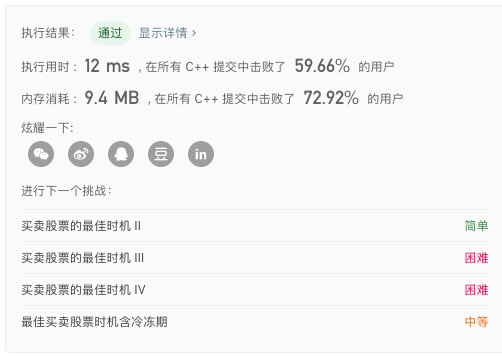 执行结果： 通过 显示详情 ›
执行用时：12 ms ，在所有 C++ 提交中击败了 59.66% 的用户
内存消耗：9.4 MB ，在所有 C++ 提交中击败了 72.92% 的用户
炫耀一下:
豆 in
进行下一个挑战：
买卖股票的最佳时机 II 简单
买卖股票的最佳时机 III 困难
买卖股票的最佳时机 IV 困难
最佳买卖股票时机含冷冻期 中等